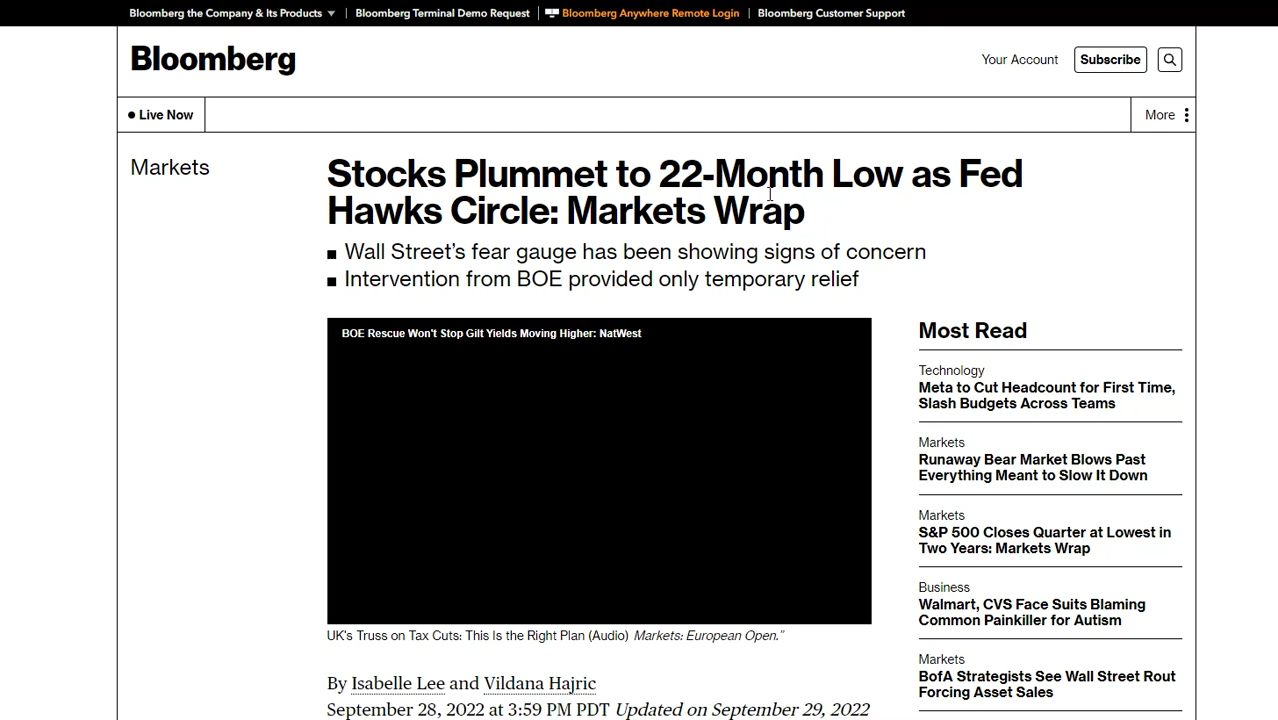 Bloomberg the Company & Its Products ▼ | Bloomberg Terminal Demo Request | Bloomberg Anywhere Remote Login | Bloomberg Customer Support
Bloomberg
Your Account
Subscribe
Live Now
More
Markets
Stocks Plummet to 22-Month Low as Fed
Hawks Circle: Markets Wrap
■ Wall Street's fear gauge has been showing signs of concern
■ Intervention from BOE provided only temporary relief
BOE Rescue Won't Stop Gilt Yields Moving Higher: NatWest
UK's Truss on Tax Cuts: This Is the Right Plan (Audio) Markets: European Open."
By Isabelle Lee and Vildana Hajric
September 28, 2022 at 3:59 PM PDT Updated on September 29, 2022
Most Read
Technology
Meta to Cut Headcount for First Time,
Slash Budgets Across Teams
Markets
Runaway Bear Market Blows Past
Everything Meant to Slow It Down
Markets
S&P 500 Closes Quarter at Lowest in
Two Years: Markets Wrap
Business
Walmart, CVS Face Suits Blaming
Common Painkiller for Autism
Markets
BofA Strategists See Wall Street Rout
Forcing Asset Sales